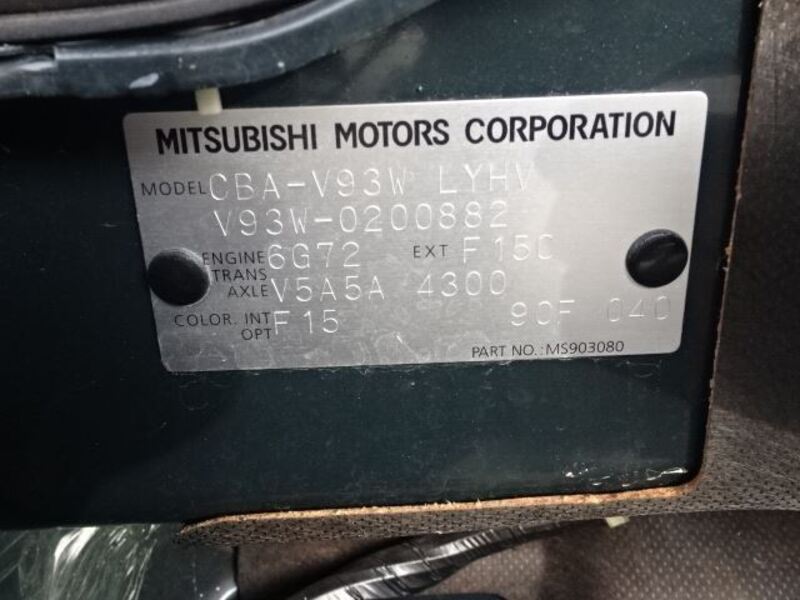 MITSUBISHI MOTORS CORPORATION
MODEL CBA-V93W LYHV
V93W-0200882
ENGINE 6G72 EXT F15C
TRANS
AXLE V5A5A 4300
COLOR. INT F15 90F 040
OPT
PART NO.:MS903080